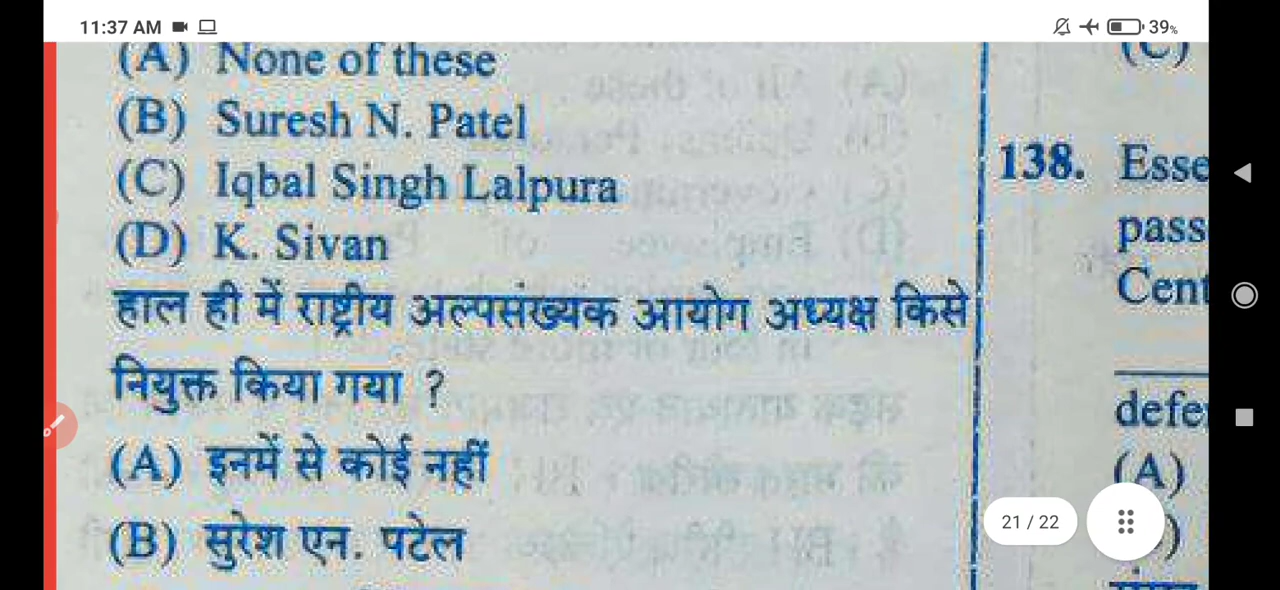 11:37 AM
39%
(A) None of these
(B) Suresh N. Patel
(C) Iqbal Singh Lalpura
(D) K. Sivan
हाल ही में राष्ट्रीय अल्पसंख्यक आयोग अध्यक्ष किसे
नियुक्त किया गया ?
(A) इनमें से कोई नहीं
(B) सुरेश एन. पटेल
(C)
138. Esse
pass
Cent
defe
(A)
21 / 22